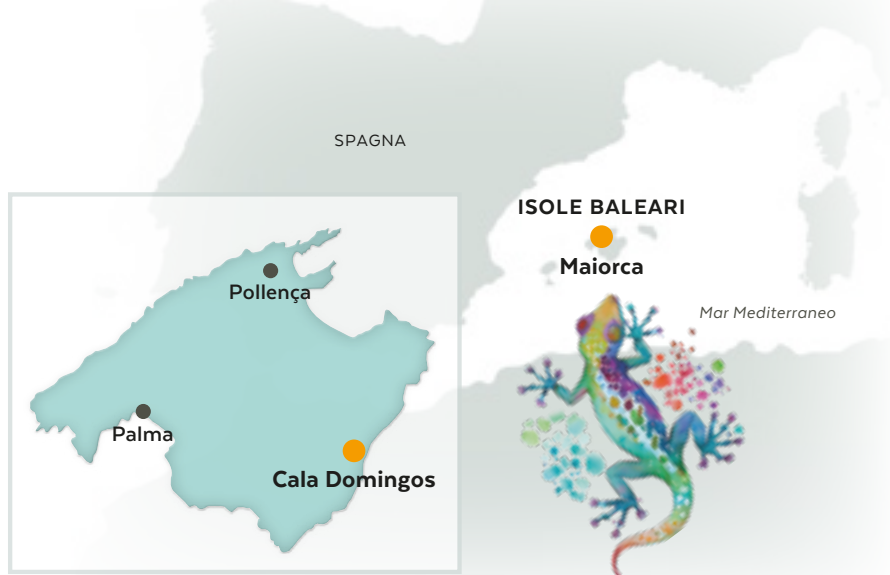 SPAGNA
ISOLE BALEARI
Maiorca
Mar Mediterraneo
Pollença
Palma
Cala Domingos